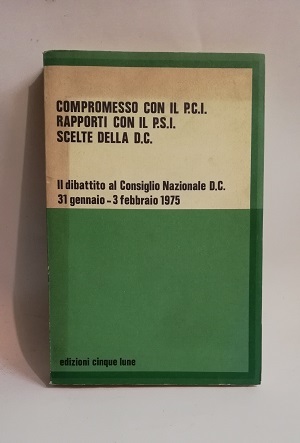 COMPROMESSO CON IL P.C.I.
RAPPORTI CON IL P.S.I.
SCELTE DELLA D.C.
Il dibattito al Consiglio Nazionale D.C.
31 gennaio - 3 febbraio 1975
edizioni cinque lune